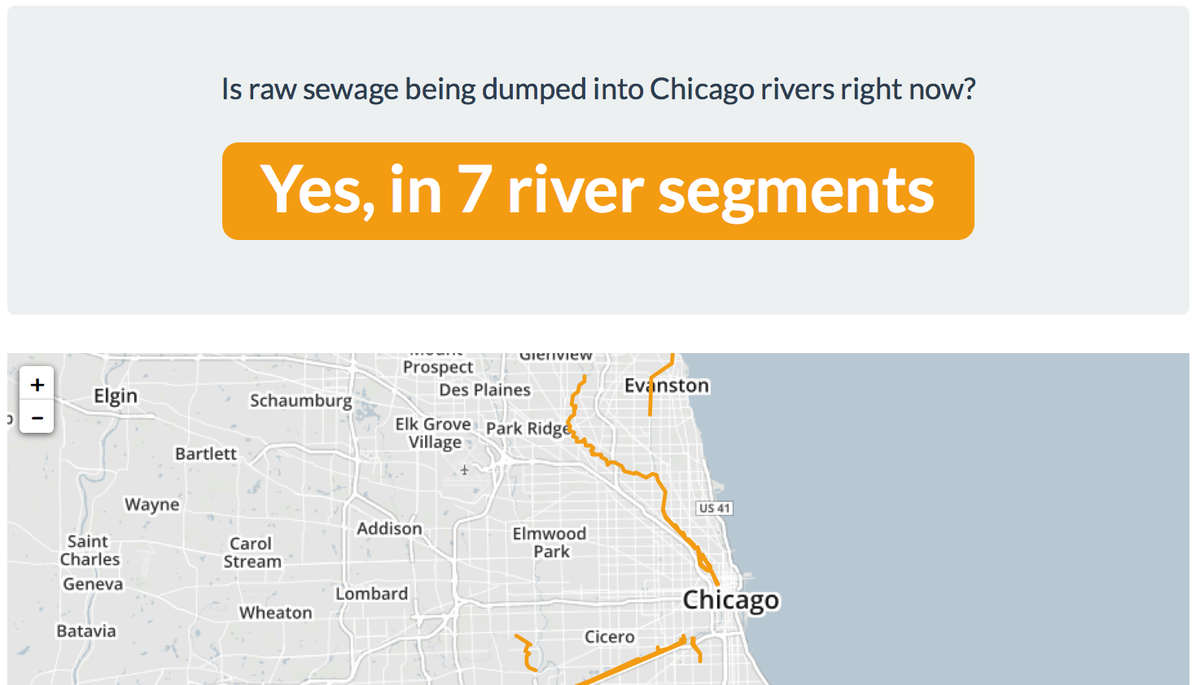 Is raw sewage being dumped into Chicago rivers right now?
Yes, in 7 river segments
+
−
Mount
Prospect
Glenview
Des Plaines
Evanston
Elgin
Schaumburg
Elk Grove
Village
Park Ridge
Bartlett
Wayne
US 41
Addison
Elmwood
Park
Saint
Charles
Carol
Stream
Geneva
Lombard
Chicago
Wheaton
Batavia
Cicero